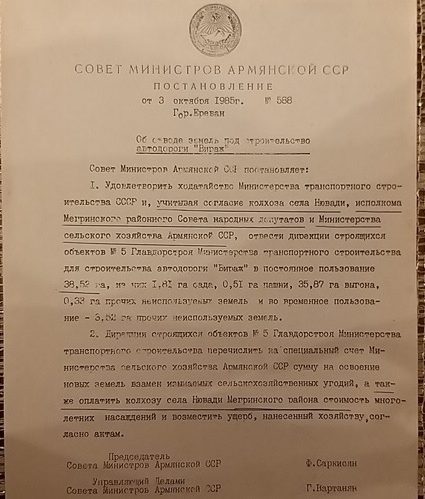 СОВЕТ МИНИСТРОВ АРМЯНСКОЙ ССР
ПОСТАНОВЛЕНИЕ
от 3 октября 1985г. № 588
Гор.Ереван
Об отводе земель под строительство
автодороги "Вираж"
Совет Министров Армянской ССР постановляет:
1. Удовлетворить ходатайство Министерства транспортного стро-
ительства СССР и, учитывая согласие колхоза села Нювади, исполкома
Мегринского районного Совета народных депутатов и Министерства
сельского хозяйства Армянской ССР, отвести дирекции строящихся
объектов № 5 Главдорстроя Министерства транспортного строительства
для строительства автодороги "Вираж" в постоянное пользование
38,52 га, из них 1,81 га сада, 0,51 га пашни, 35,87 га выгона,
0,33 га прочих неиспользуемых земель и во временное пользова-
ние - 3,52 га прочих неиспользуемых земель.
2. Дирекции строящихся объектов № 5 Главдорстроя Министерства
транспортного строительства перечислить на специальный счет Ми-
нистерства сельского хозяйства Армянской ССР сумму на освоение
новых земель взамен изымаемых сельскохозяйственных угодий, а так-
же оплатить колхозу села Нювади Мегринского района стоимость много-
летних насаждений и возместить ущерб, нанесенный хозяйству, сог-
ласно актам.
Председатель
Совета Министров Армянской ССР Ф.Саркисян
Управляющий Делами
Совета Министров Армянской ССР Г.Вартанян